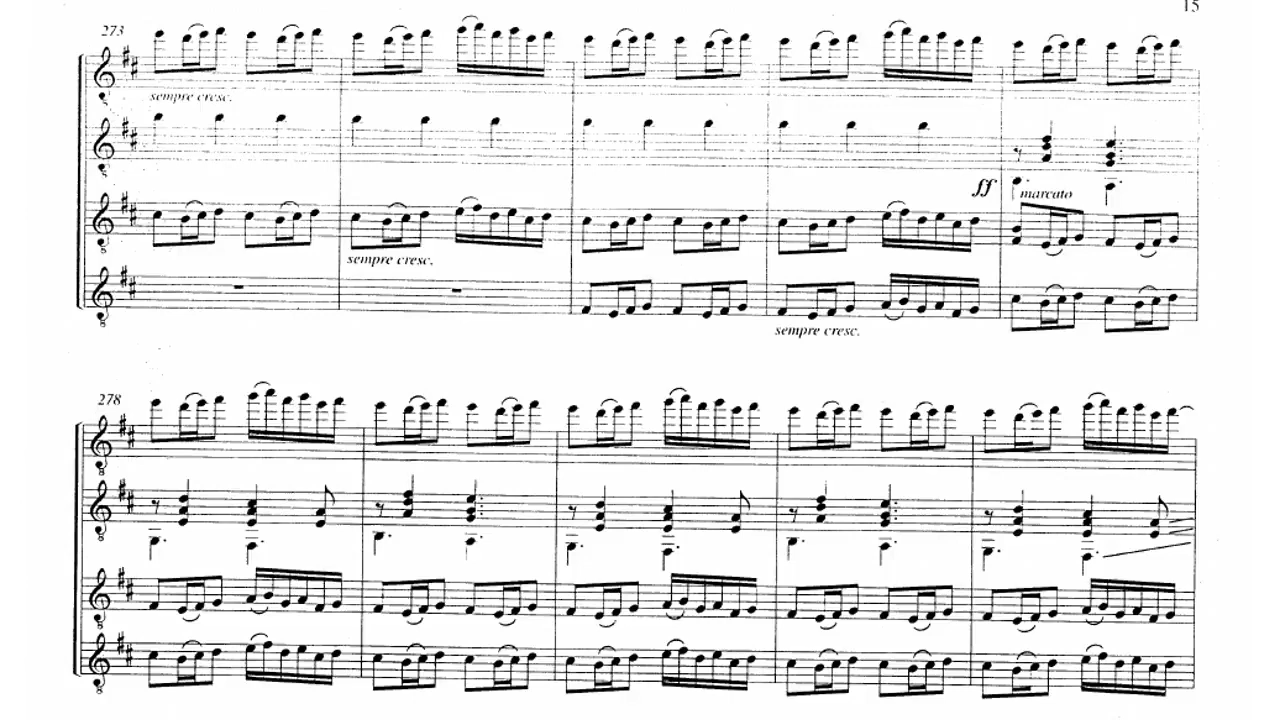 15
273
sempre cresc.
ff
marcato
sempre cresc.
sempre cresc.
278